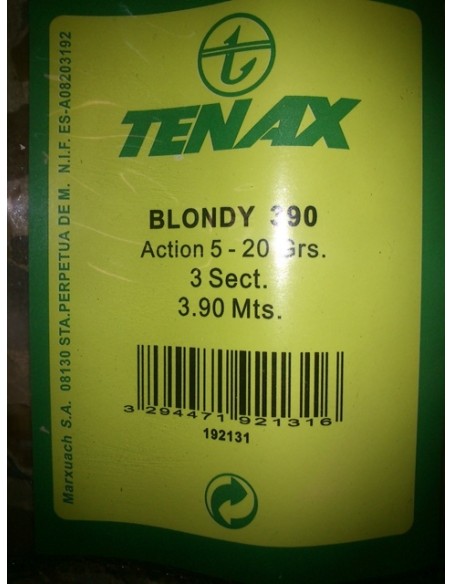 TENAX
BLONDY 390
Action 5 - 20 Grs.
3 Sect.
3.90 Mts.
3 294471 921316
192131
Marxuach S.A. 08130 STA.PERPETUA DE M. N.I.F. ES-A08203192